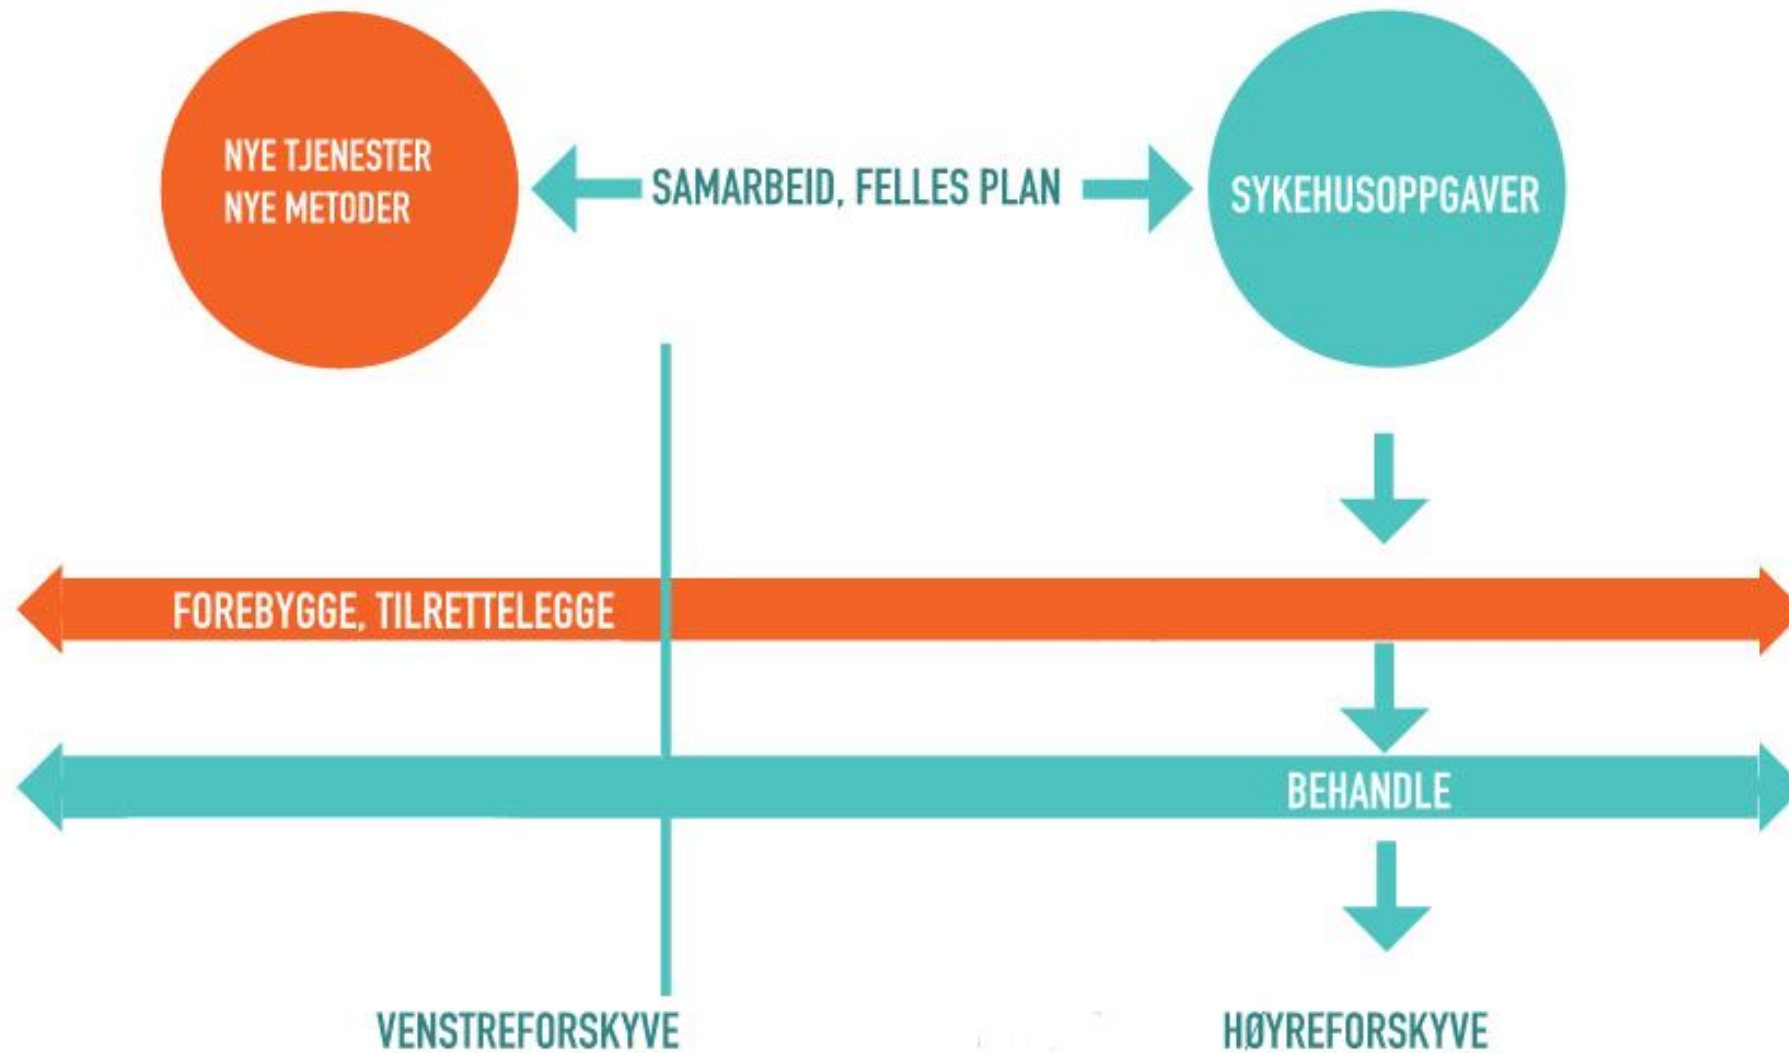 NYE TJENESTER
NYE METODER
SAMARBEID, FELLES PLAN
SYKEHUSOPPGAVER
FOREBYGGE, TILRETTELEGGE
BEHANDLE
VENSTREFORSKYVE
HØYREFORSKYVE